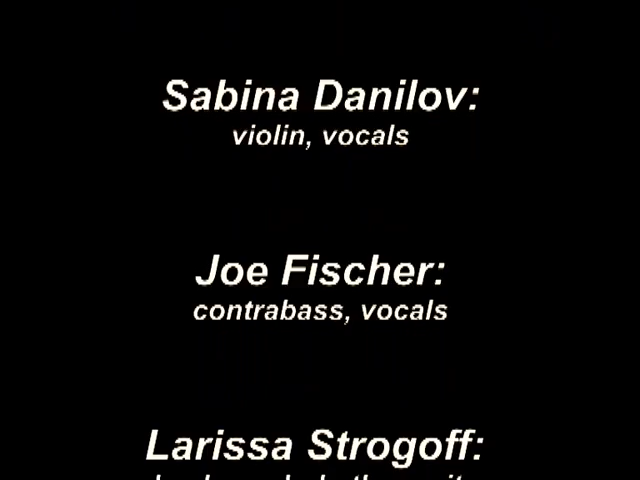 Sabina Danilov:
violin, vocals
Joe Fischer:
contrabass, vocals
Larissa Strogoff: